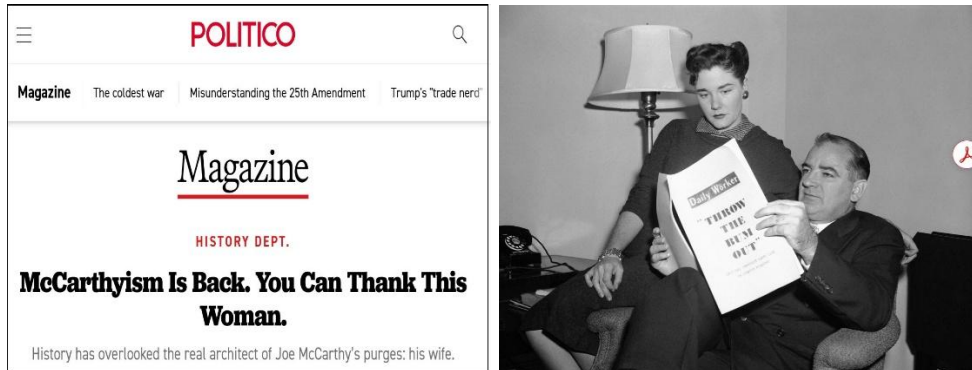 POLITICO
Magazine The coldest war Misunderstanding the 25th Amendment Trump's "trade nerd"
Magazine
HISTORY DEPT.
McCarthyism Is Back. You Can Thank This
Woman.
History has overlooked the real architect of Joe McCarthy's purges: his wife.
Daily Worker
"THROW
THE
BUM
OUT"